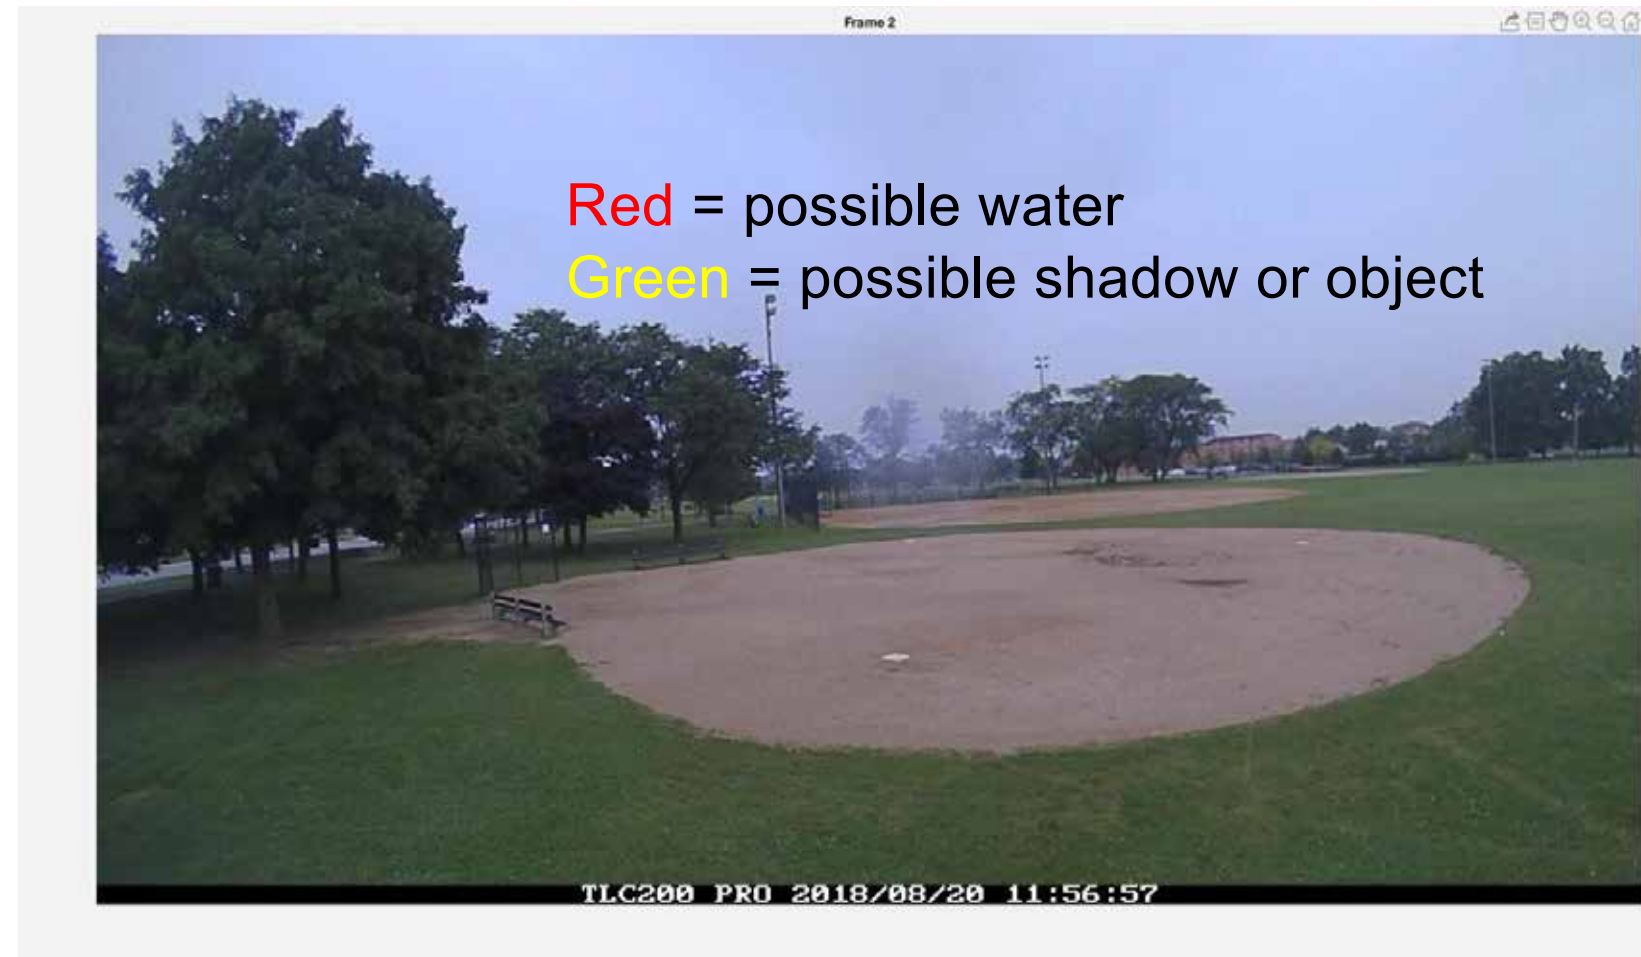 Frame 2
Red = possible water
Green = possible shadow or object
TLC200 PRO 2018/08/20 11:56:57